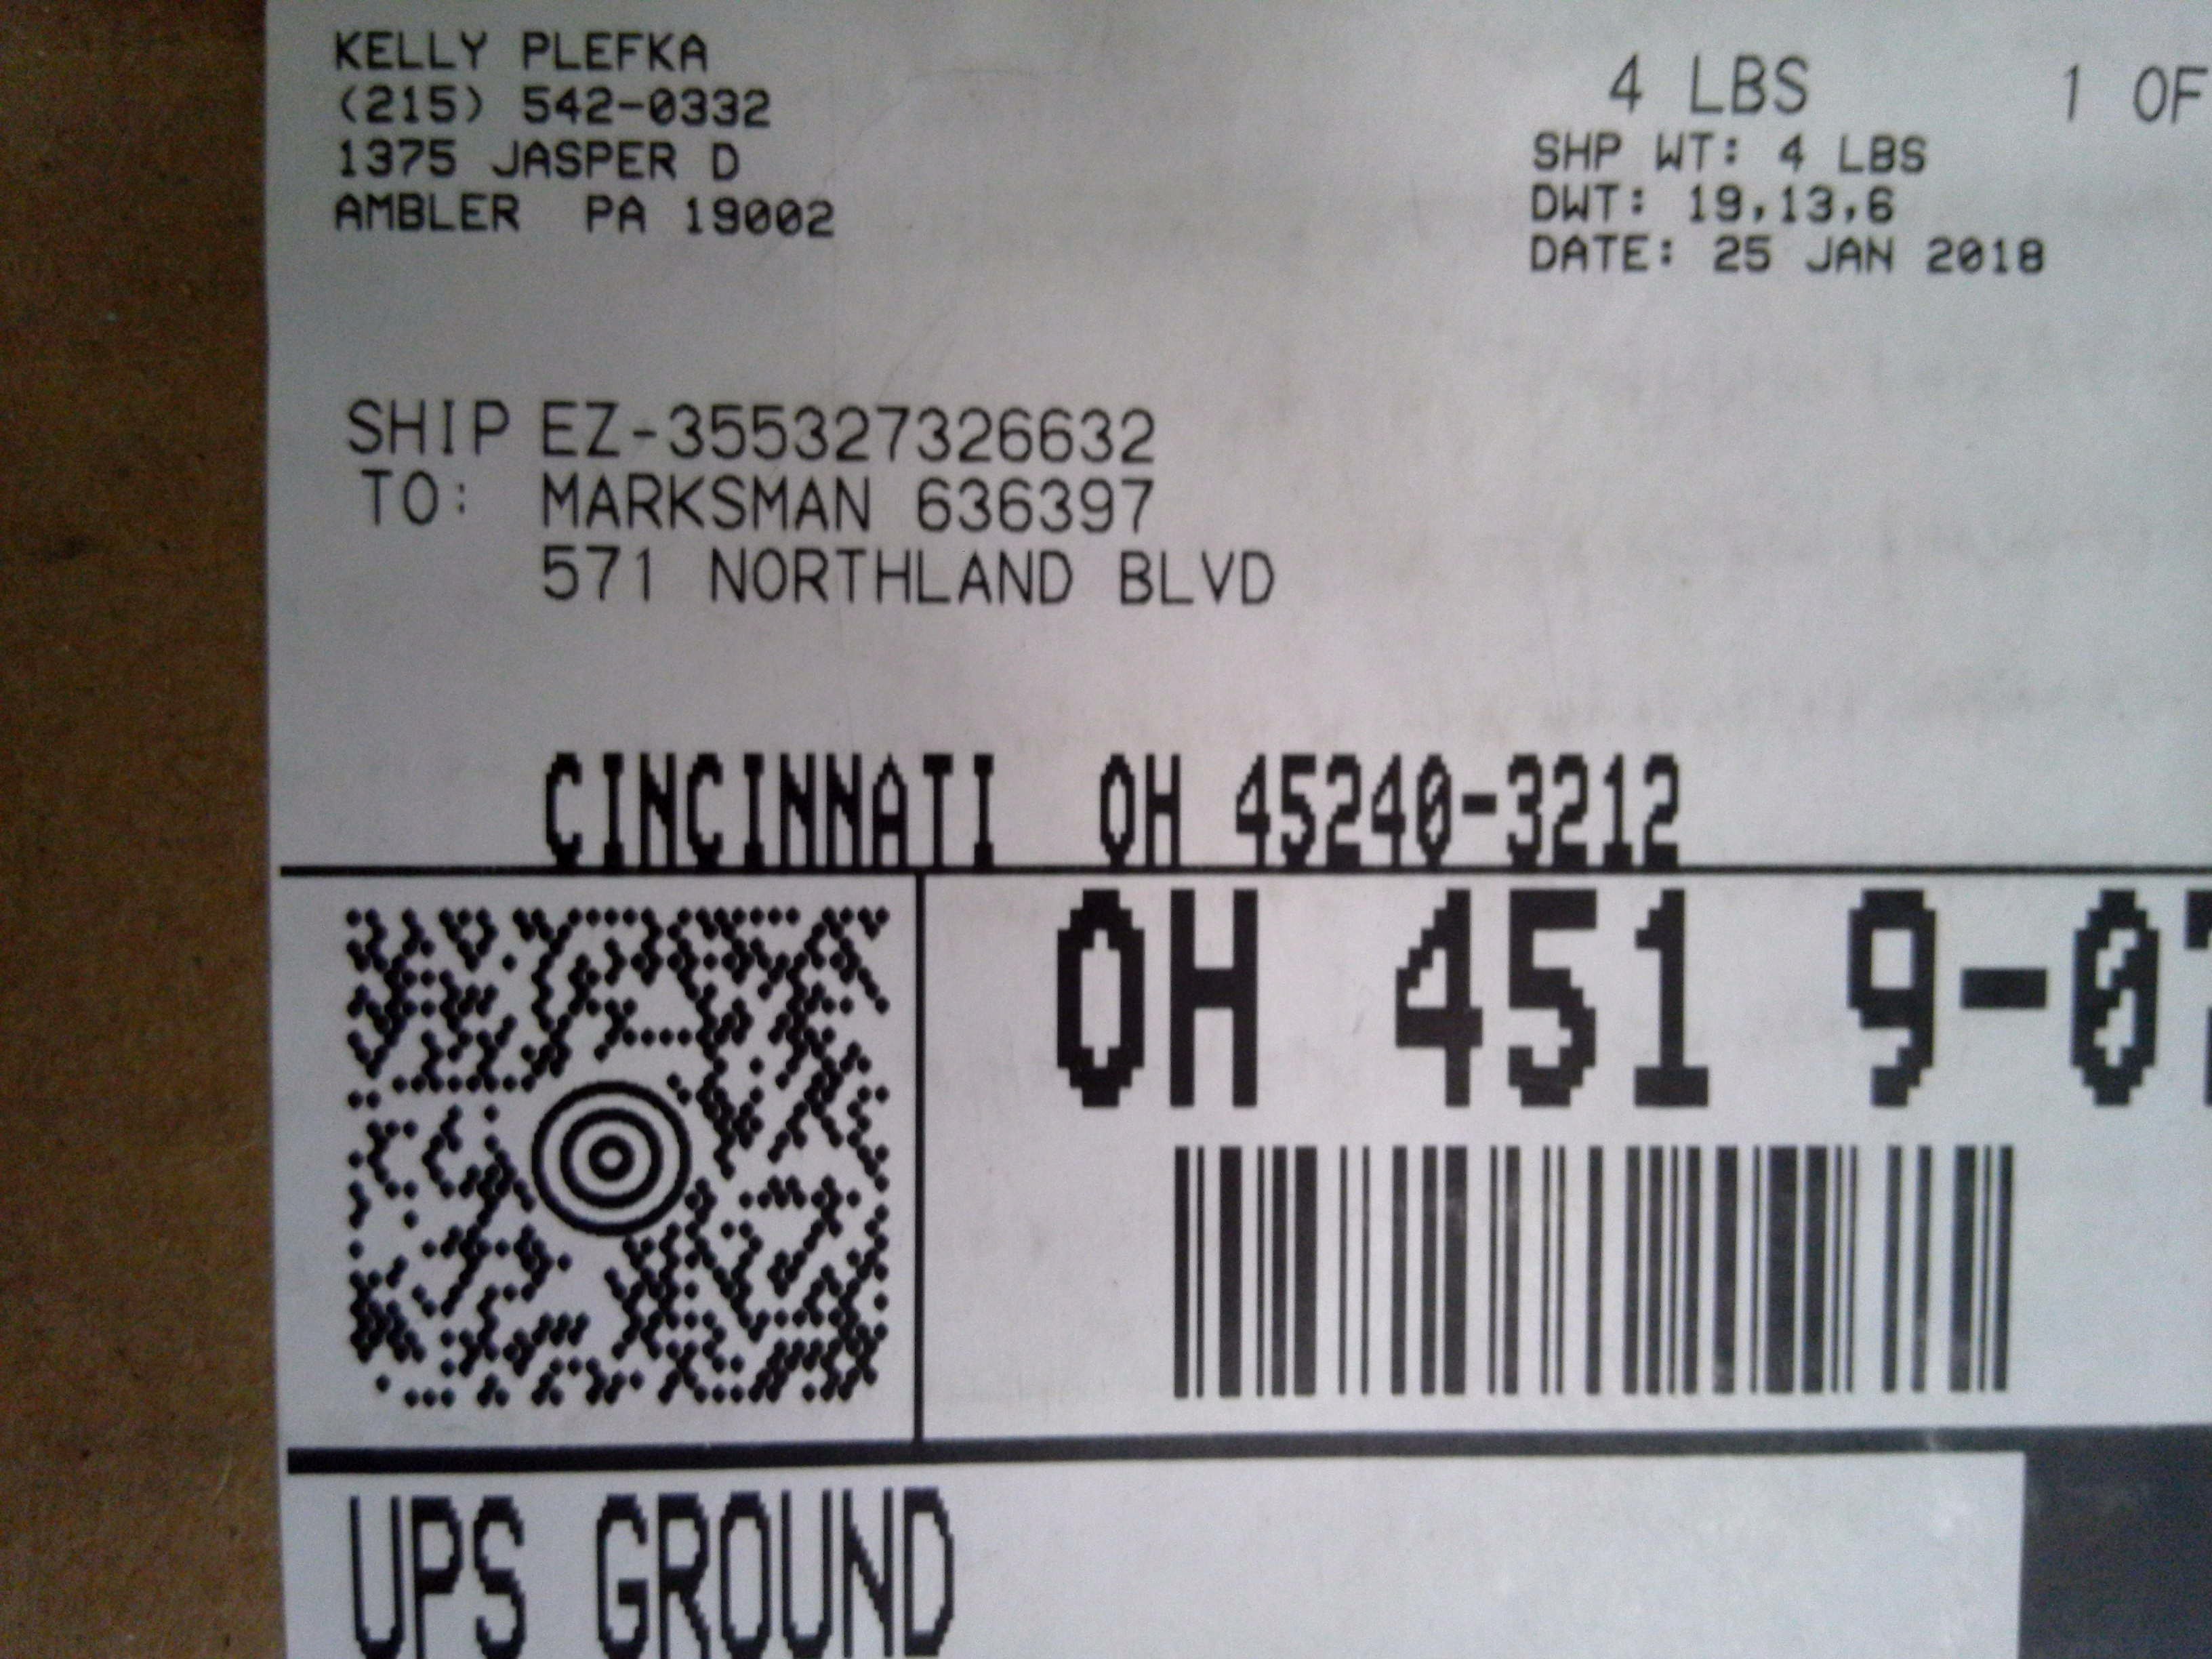 KELLY PLEFKA
(215) 542-0332
1375 JASPER D
AMBLER PA 19002
4 LBS 1 OF
SHP WT: 4 LBS
DWT: 19,13,6
DATE: 25 JAN 2018
SHIP EZ-355327326632
TO: MARKSMAN 636397
571 NORTHLAND BLVD
CINCINNATI OH 45240-3212
OH 451 9-07
UPS GROUND